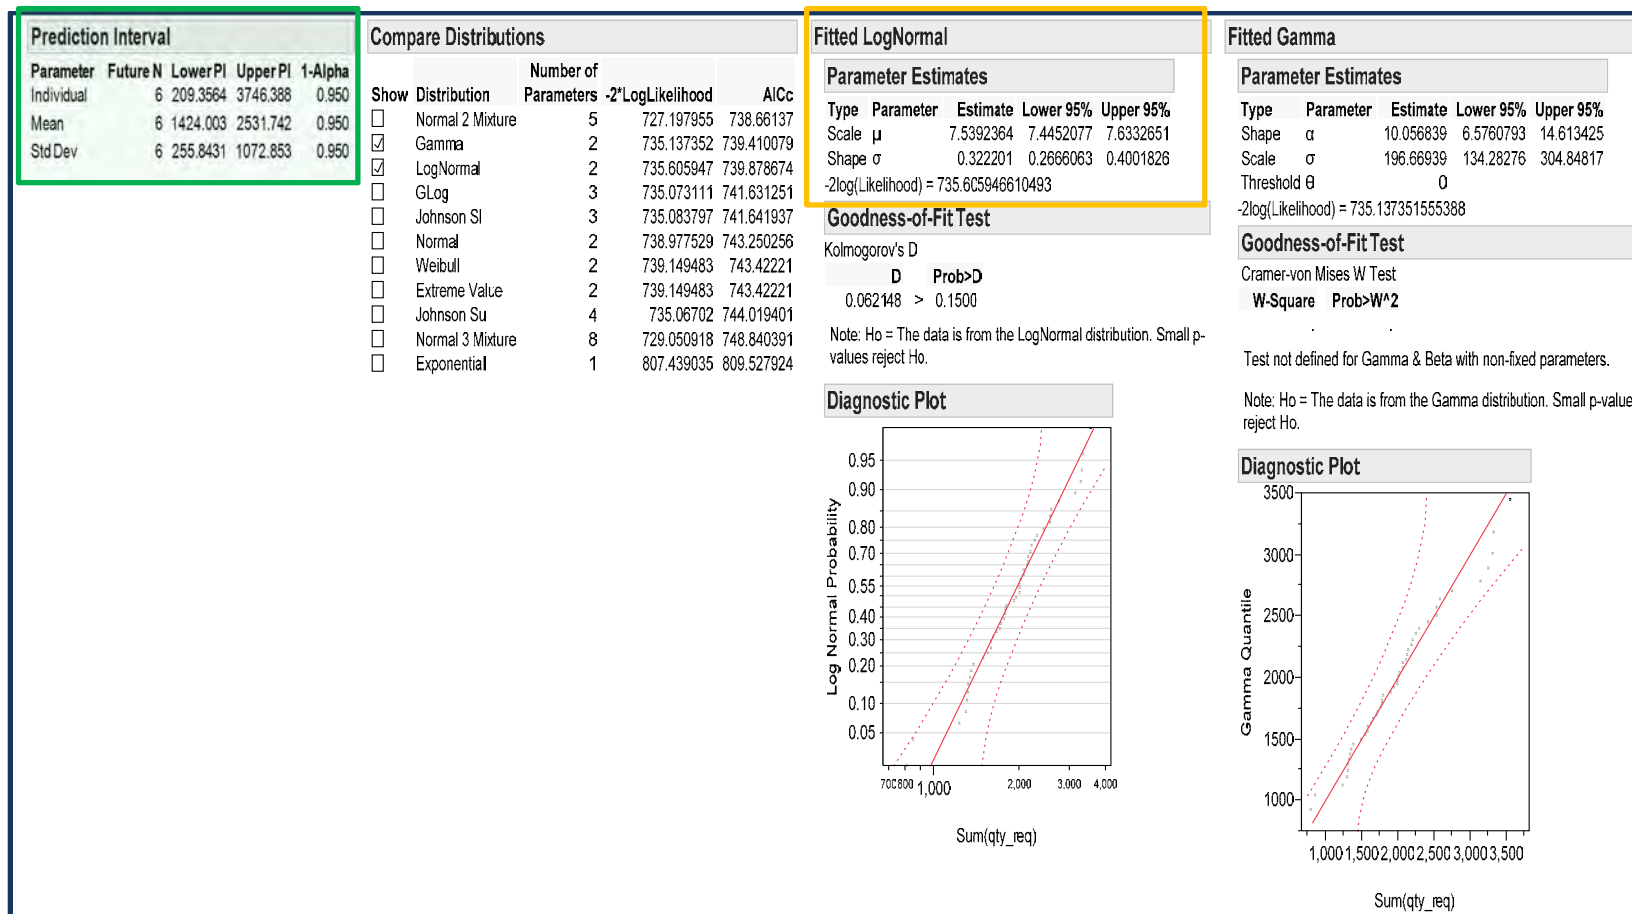 Prediction Interval
Parameter Future N Lower PI Upper PI 1-Alpha
Individual 6 209.3564 3746.388 0.950
Mean 6 1424.003 2531.742 0.950
Std Dev 6 255.8431 1072.853 0.950
Compare Distributions
Number of
Show Distribution Parameters -2*LogLikelihood AICc
Normal 2 Mixture 5 727.197955 738.66137
Gamma 2 735.137352 739.410079
LogNormal 2 735.605947 739.878674
GLog 3 735.073111 741.631251
Johnson Sl 3 735.083797 741.641937
Normal 2 738.977529 743.250256
Weibull 2 739.149483 743.42221
Extreme Value 2 739.149483 743.42221
Johnson Su 4 735.06702 744.019401
Normal 3 Mixture 8 729.050918 748.840391
Exponential 1 807.439035 809.527924
Fitted LogNormal
Parameter Estimates
Type Parameter Estimate Lower 95% Upper 95%
Scale μ 7.5392364 7.4452077 7.6332651
Shape σ 0.322201 0.2666063 0.4001826
-2log(Likelihood) = 735.605946610493
Goodness-of-Fit Test
Kolmogorov's D
D Prob>D
0.062148 > 0.1500
Note: Ho = The data is from the LogNormal distribution. Small p-
values reject Ho.
Diagnostic Plot
Log Normal Probability
0.95
0.90
0.80
0.70
0.55
0.40
0.30
0.20
0.10
0.05
700 800 1,000 2,000 3,000 4,000
Sum(qty_req)
Fitted Gamma
Parameter Estimates
Type Parameter Estimate Lower 95% Upper 95%
Shape α 10.056839 6.5760793 14.613425
Scale σ 196.66939 134.28276 304.84817
Threshold θ 0
-2log(Likelihood) = 735.137351555388
Goodness-of-Fit Test
Cramer-von Mises W Test
W-Square Prob>W^2
. .
Test not defined for Gamma & Beta with non-fixed parameters.
Note: Ho = The data is from the Gamma distribution. Small p-value
reject Ho.
Diagnostic Plot
Gamma Quantile
3500
3000
2500
2000
1500
1000
1,000 1,500 2,000 2,500 3,000 3,500
Sum(qty_req)